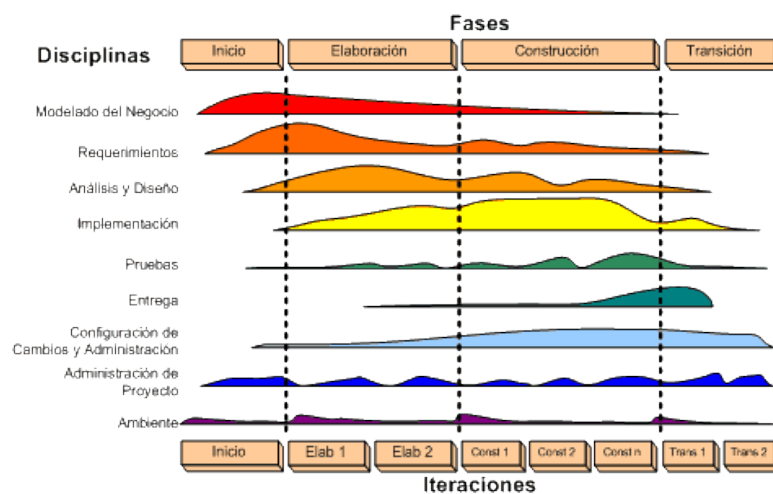 Fases
Disciplinas
Inicio
Elaboración
Construcción
Transición
Modelado del Negocio
Requerimientos
Análisis y Diseño
Implementación
Pruebas
Entrega
Configuración de
Cambios y Administración
Administración de
Proyecto
Ambiente
Inicio
Elab 1
Elab 2
Const 1
Const 2
Const n
Trans 1
Trans 2
Iteraciones